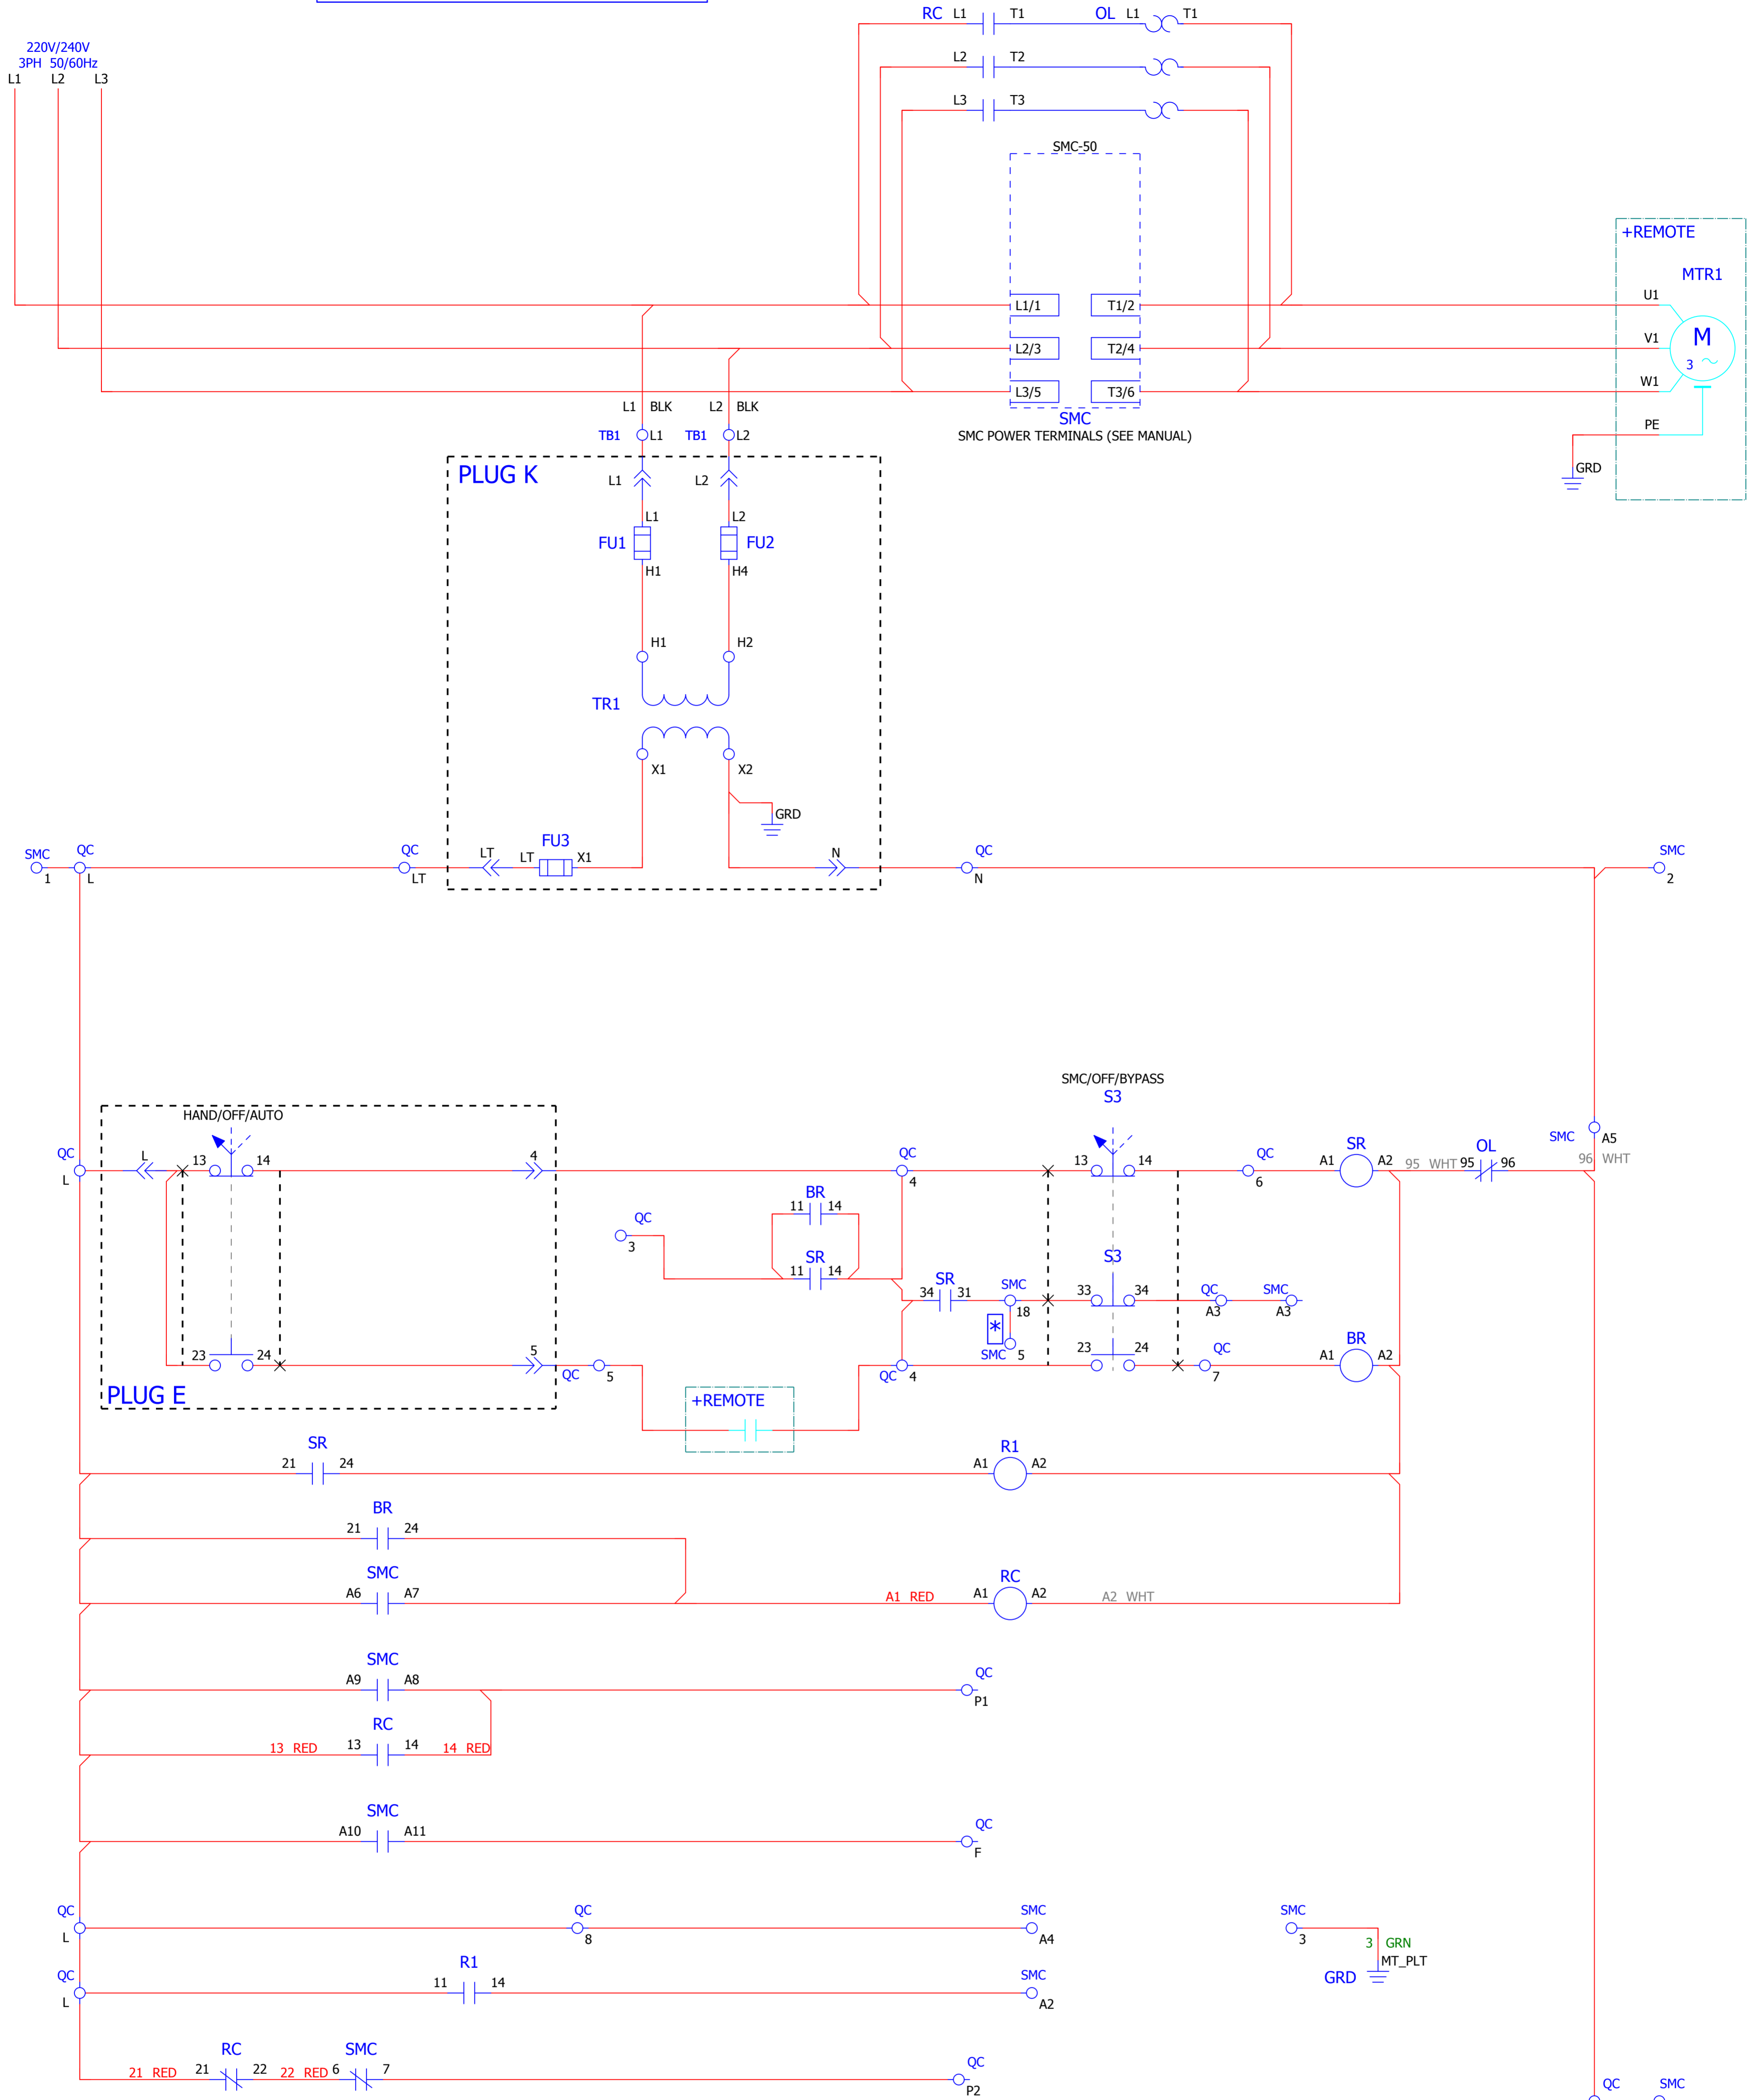 RC L1 T1 OL L1 T1
220V/240V
3PH 50/60Hz
L1 L2 L3
L2 T2
L3 T3
SMC-50
+REMOTE
MTR1
L1/1 T1/2 U1
L2/3 T2/4 V1
M
3
L3/5 T3/6 W1
L1 BLK L2 BLK
SMC
SMC POWER TERMINALS (SEE MANUAL)
PE
TB1 L1 TB1 L2
GRD
PLUG K
L1 L2
L1 L2
FU1 FU2
H1 H4
H1 H2
TR1
X1 X2
GRD
SMC QC QC FU3 QC SMC
LT LT X1 N
1 L LT N 2
SMC/OFF/BYPASS
S3
HAND/OFF/AUTO
SMC A5
QC L 13 14 4 QC 13 14 QC SR OL
A1 A2 95 WHT 95 96 96 WHT
L 4 6
BR
11 14
QC
3
SR
11 14
S3
SR
34 31 SMC 33 34 QC SMC
18 A3 A3
*
SMC 5
23 24 5 QC 5 QC 4 23 24 QC BR
7 A1 A2
PLUG E
+REMOTE
SR R1
21 24 A1 A2
BR
21 24
SMC RC
A6 A7 A1 RED A1 A2 A2 WHT
SMC QC
A9 A8 P1
RC
13 RED 13 14 14 RED
SMC QC
A10 A11 F
QC QC SMC SMC
L 8 A4 3
3 GRN
MT_PLT
GRD
QC R1 SMC
11 14
L A2
RC SMC QC
21 RED 21 22 22 RED 6 7 P2
QC SMC